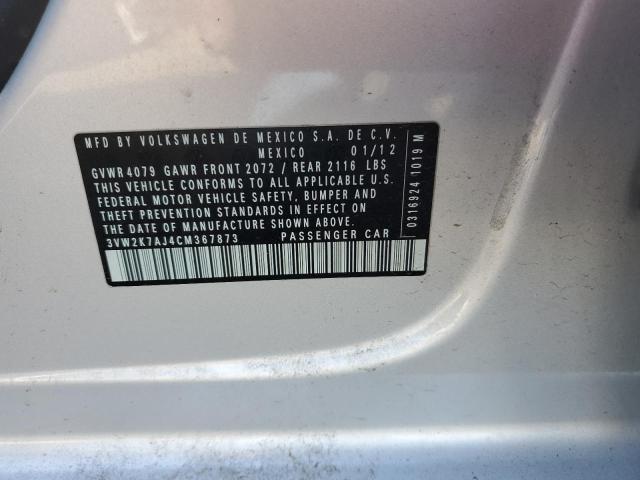 MFD BY VOLKSWAGEN DE MEXICO S.A. DE C.V.
MEXICO 01/12
GVWR 4079 GAWR FRONT 2072 / REAR 2116 LBS
THIS VEHICLE CONFORMS TO ALL APPLICABLE U.S.
FEDERAL MOTOR VEHICLE SAFETY, BUMPER AND
THEFT PREVENTION STANDARDS IN EFFECT ON
THE DATE OF MANUFACTURE SHOWN ABOVE.
3VW2K7AJ4CM367873 PASSENGER CAR
0316924 1019 M